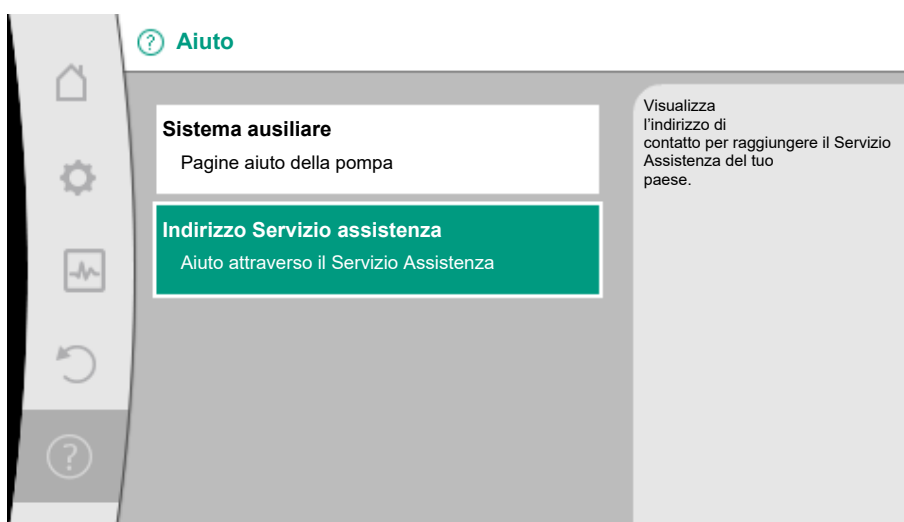 Aiuto
Sistema ausiliare
Pagine aiuto della pompa
Indirizzo Servizio assistenza
Aiuto attraverso il Servizio Assistenza
Visualizza
l'indirizzo di
contatto per raggiungere il Servizio
Assistenza del tuo
paese.